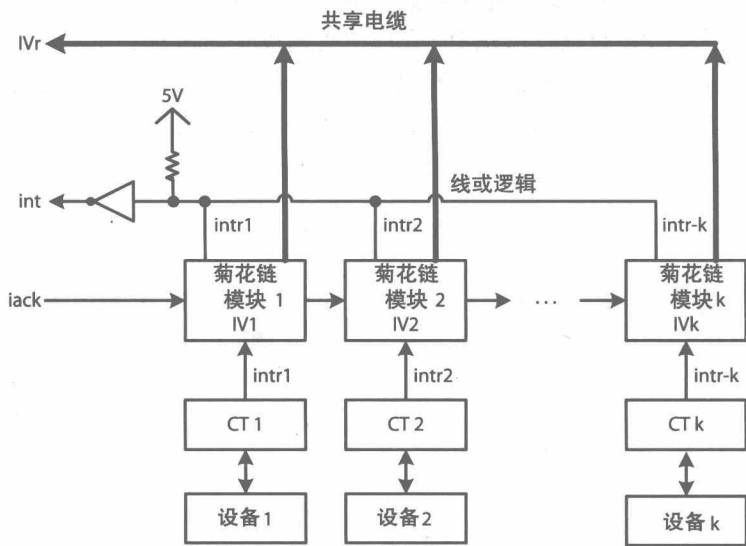 共享电缆
IVr
5V
int
线或逻辑
intr1
intr2
intr-k
iack
菊花链
模块 1
IV1
菊花链
模块 2
IV2
...
菊花链
模块 k
IVk
intr1
intr2
intr-k
CT 1
CT 2
CT k
设备 1
设备 2
设备 k